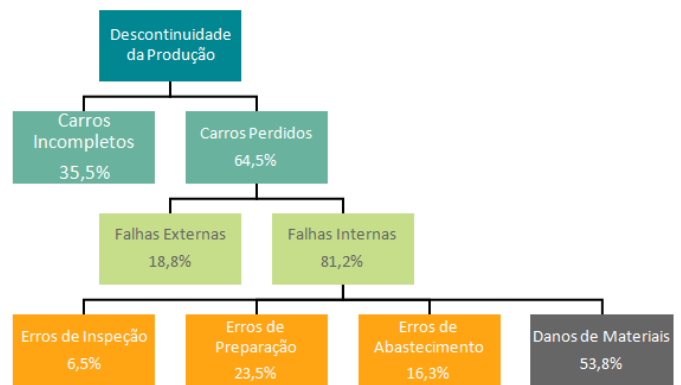 Descontinuidade
da Produção
Carros
Incompletos
35,5%
Carros Perdidos
64,5%
Falhas Externas
18,8%
Falhas Internas
81,2%
Erros de Inspeção
6,5%
Erros de
Preparação
23,5%
Erros de
Abastecimento
16,3%
Danos de Materiais
53,8%